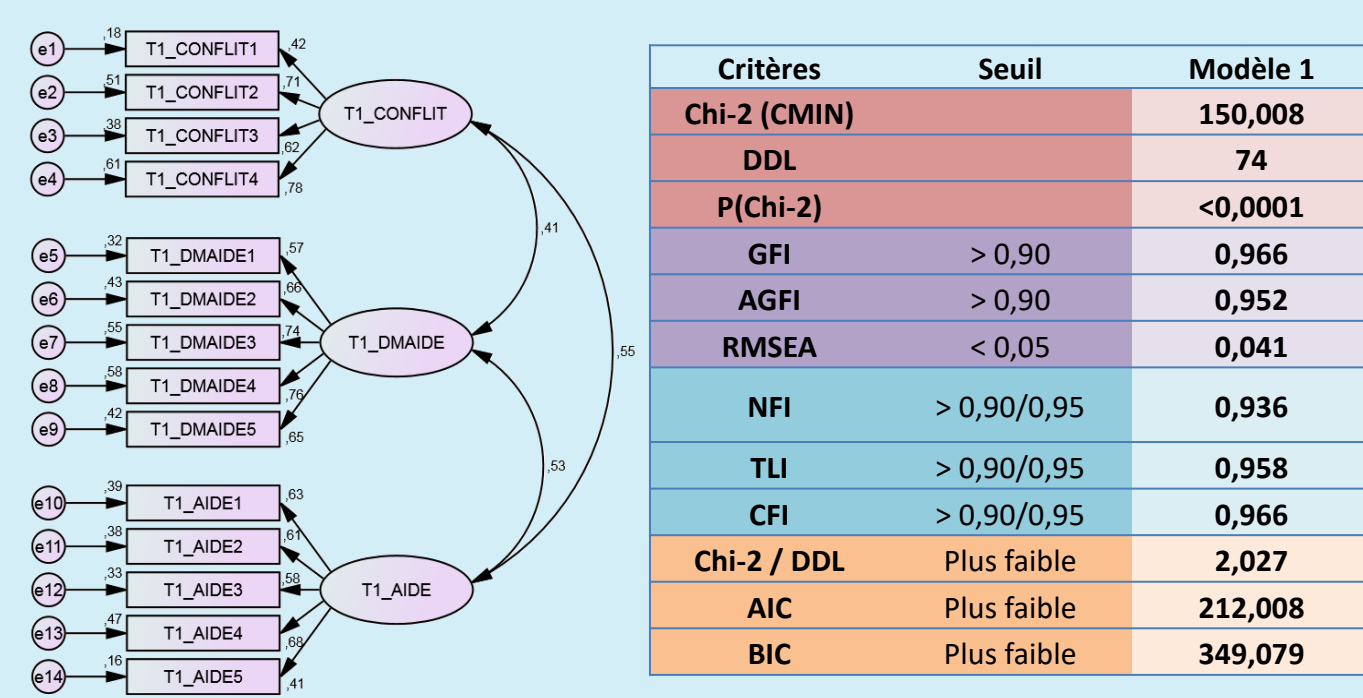 ,18
e1 T1_CONFLIT1 ,42
,51
e2 T1_CONFLIT2 ,71
,38
e3 T1_CONFLIT3 ,62
,61
e4 T1_CONFLIT4 ,78
T1_CONFLIT
,41
,32
e5 T1_DMAIDE1 ,57
,43
e6 T1_DMAIDE2 ,66
,55
e7 T1_DMAIDE3 ,74
,58
e8 T1_DMAIDE4 ,76
,42
e9 T1_DMAIDE5 ,65
T1_DMAIDE
,55
,53
,39
e10 T1_AIDE1 ,63
,38
e11 T1_AIDE2 ,61
,33
e12 T1_AIDE3 ,58
,47
e13 T1_AIDE4 ,68
,16
e14 T1_AIDE5 ,41
T1_AIDE
Critères Seuil Modèle 1
Chi-2 (CMIN) 150,008
DDL 74
P(Chi-2) <0,0001
GFI > 0,90 0,966
AGFI > 0,90 0,952
RMSEA < 0,05 0,041
NFI > 0,90/0,95 0,936
TLI > 0,90/0,95 0,958
CFI > 0,90/0,95 0,966
Chi-2 / DDL Plus faible 2,027
AIC Plus faible 212,008
BIC Plus faible 349,079